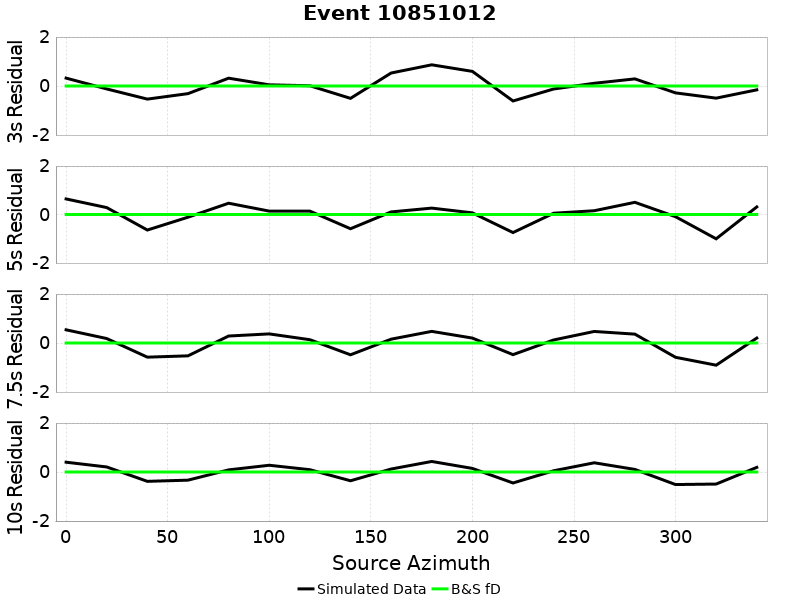 Event 10851012
3s Residual
2
0
-2
5s Residual
2
0
-2
7.5s Residual
2
0
-2
10s Residual
2
0
-2
0 50 100 150 200 250 300
Source Azimuth
Simulated Data B&S fD